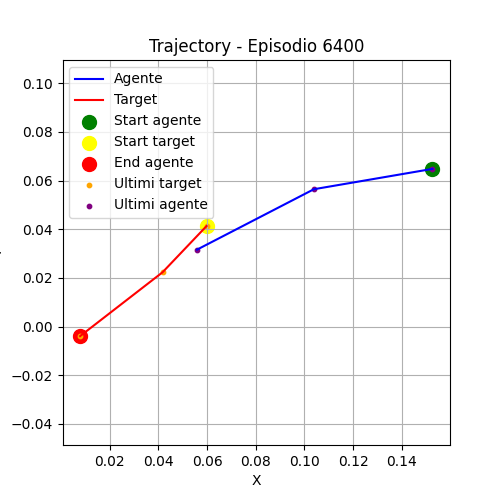 Trajectory - Episodio 6400
Agente
Target
Start agente
Start target
End agente
Ultimi target
Ultimi agente
0.10
0.08
0.06
0.04
0.02
0.00
−0.02
−0.04
0.02 0.04 0.06 0.08 0.10 0.12 0.14
X